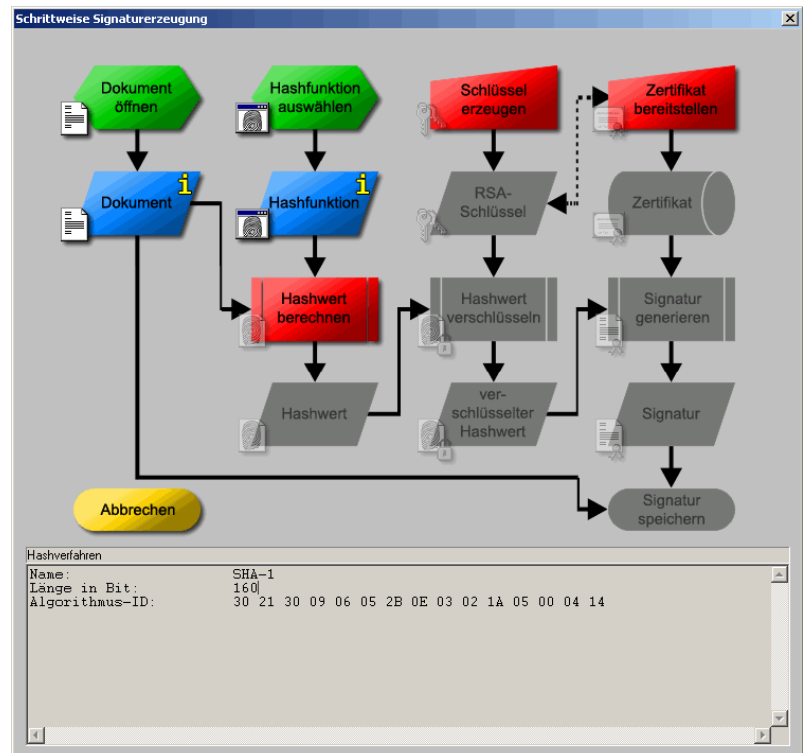 Schrittweise Signaturerzeugung
Dokument
öffnen
Hashfunktion
auswählen
Schlüssel
erzeugen
Zertifikat
bereitstellen
i
Dokument
i
Hashfunktion
RSA-
Schlüssel
Zertifikat
Hashwert
berechnen
Hashwert
verschlüsseln
Signatur
generieren
Hashwert
ver-
schlüsselter
Hashwert
Signatur
Abbrechen
Signatur
speichern
Hashverfahren
Name: SHA-1
Länge in Bit: 160
Algorithmus-ID: 30 21 30 09 06 05 2B 0E 03 02 1A 05 00 04 14